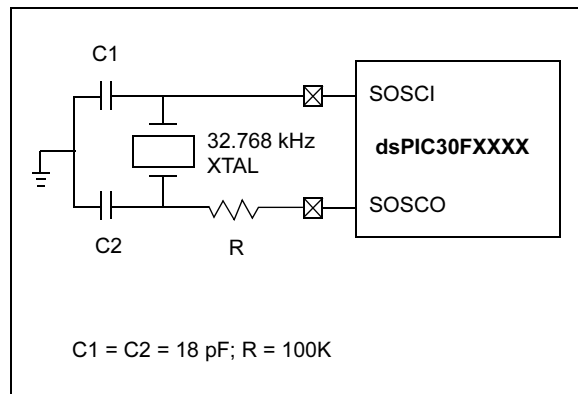 C1
SOSCI
32.768 kHz
XTAL
dsPIC30FXXXX
SOSCO
C2
R
C1 = C2 = 18 pF; R = 100K